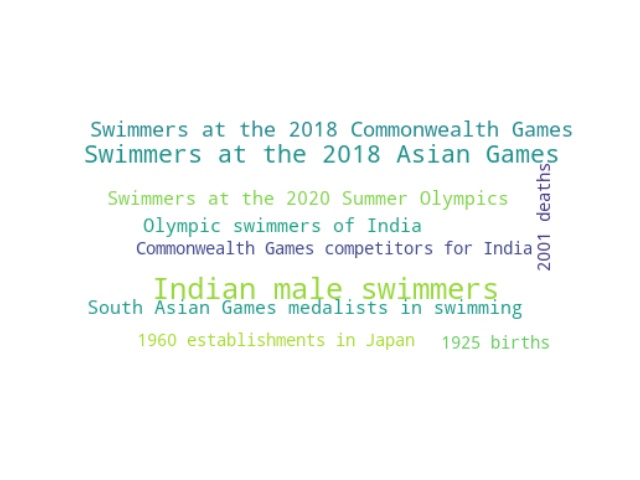 Swimmers at the 2018 Commonwealth Games
Swimmers at the 2018 Asian Games
Swimmers at the 2020 Summer Olympics
2001 deaths
Olympic swimmers of India
Commonwealth Games competitors for India
Indian male swimmers
South Asian Games medalists in swimming
1960 establishments in Japan
1925 births